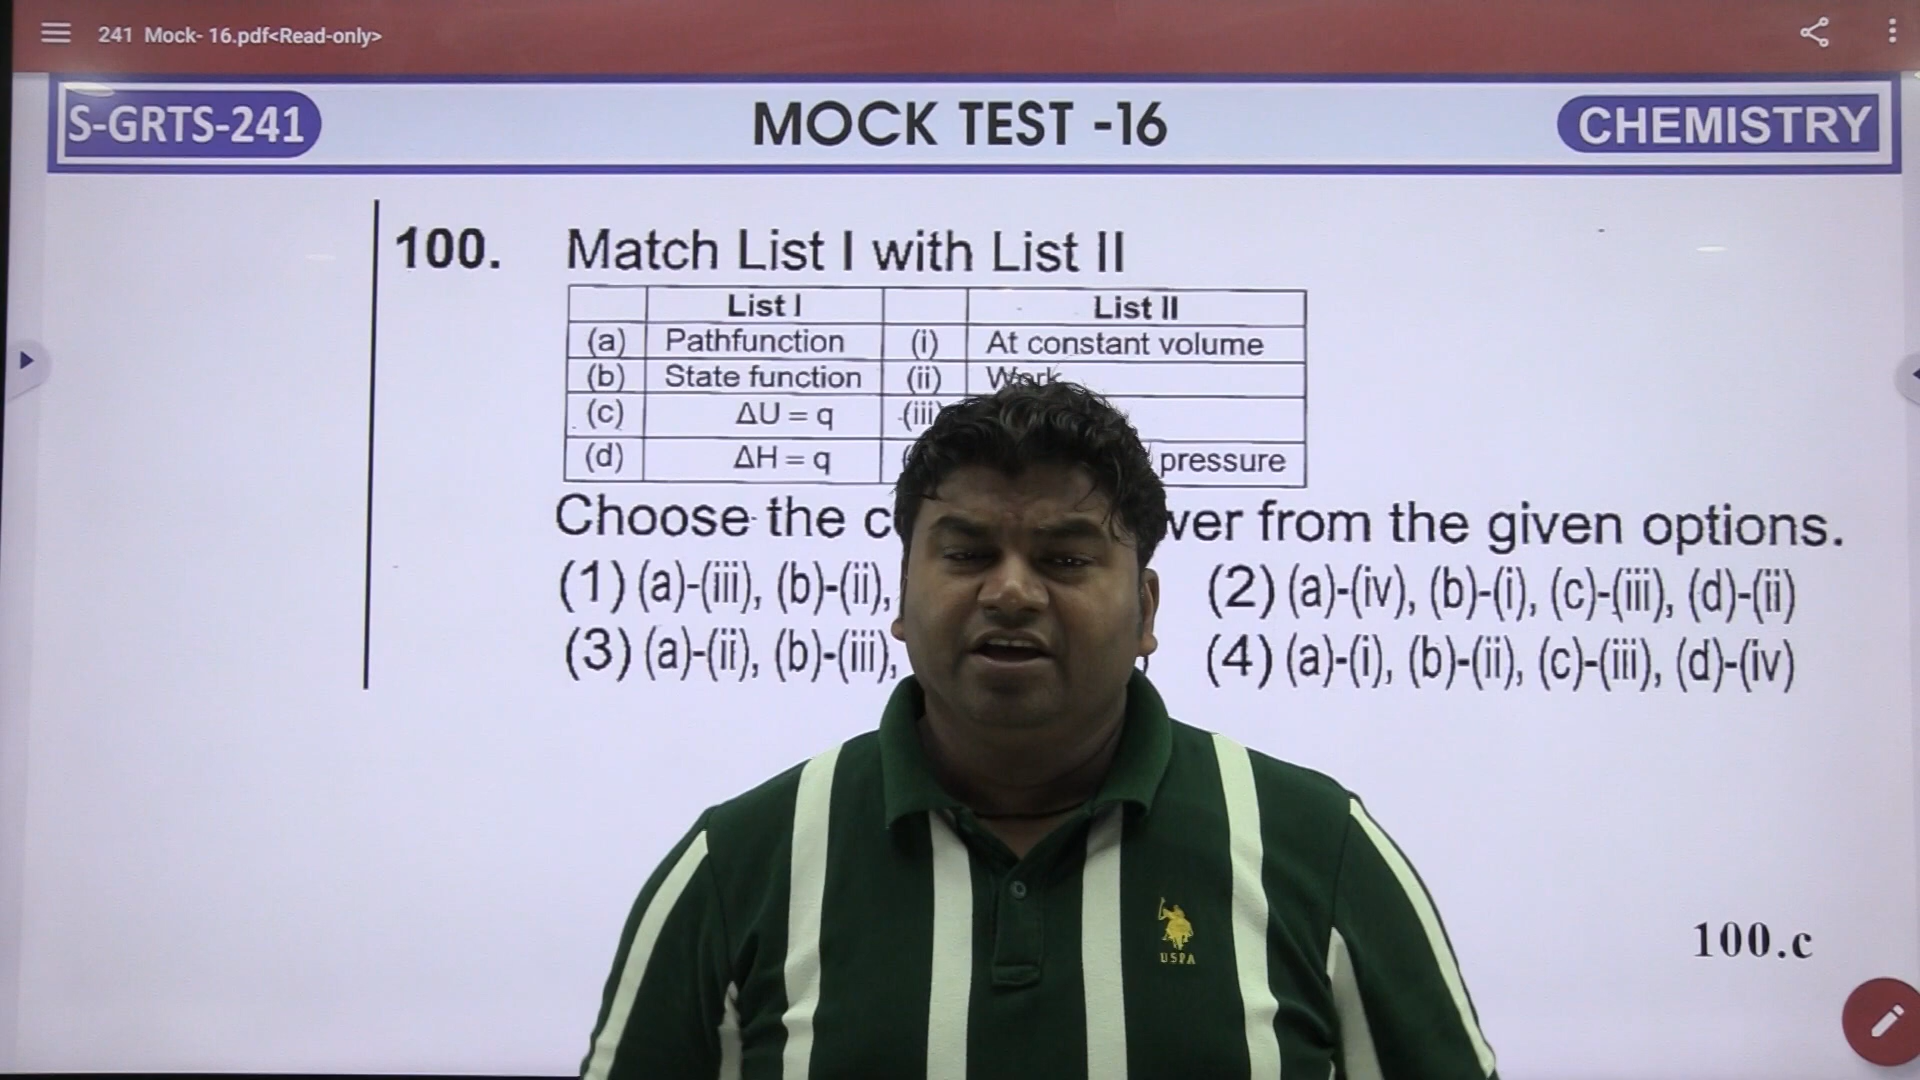 241 Mock- 16.pdf<Read-only>
S-GRTS-241
MOCK TEST -16
CHEMISTRY
100. Match List I with List II
List I List II
(a) Pathfunction (i) At constant volume
(b) State function (ii) Work
(c) ΔU = q (iii)
(d) ΔH = q pressure
Choose the from the given options.
(1) (a)-(iii), (b)-(ii), (2) (a)-(iv), (b)-(i), (c)-(iii), (d)-(ii)
(3) (a)-(ii), (b)-(iii), (4) (a)-(i), (b)-(ii), (c)-(iii), (d)-(iv)
USPA
100.c